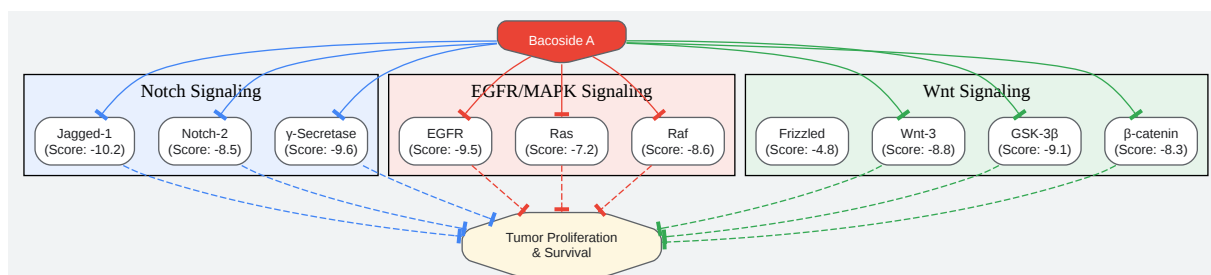 Bacoside A
Notch Signaling
EGFR/MAPK Signaling
Wnt Signaling
Jagged-1
(Score: -10.2)
Notch-2
(Score: -8.5)
γ-Secretase
(Score: -9.6)
EGFR
(Score: -9.5)
Ras
(Score: -7.2)
Raf
(Score: -8.6)
Frizzled
(Score: -4.8)
Wnt-3
(Score: -8.8)
GSK-3β
(Score: -9.1)
β-catenin
(Score: -8.3)
Tumor Proliferation
& Survival